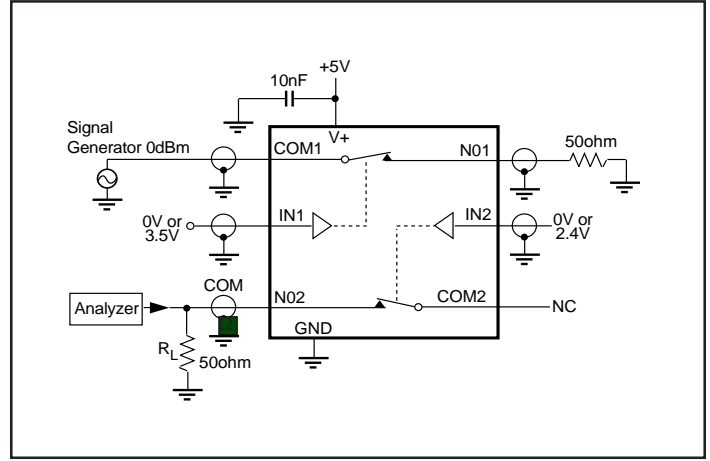 +5V
10nF
V+
Signal
Generator 0dBm
COM1
N01
50ohm
0V or
3.5V
IN1
IN2
0V or
2.4V
COM
N02
COM2
NC
Analyzer
GND
RL
50ohm